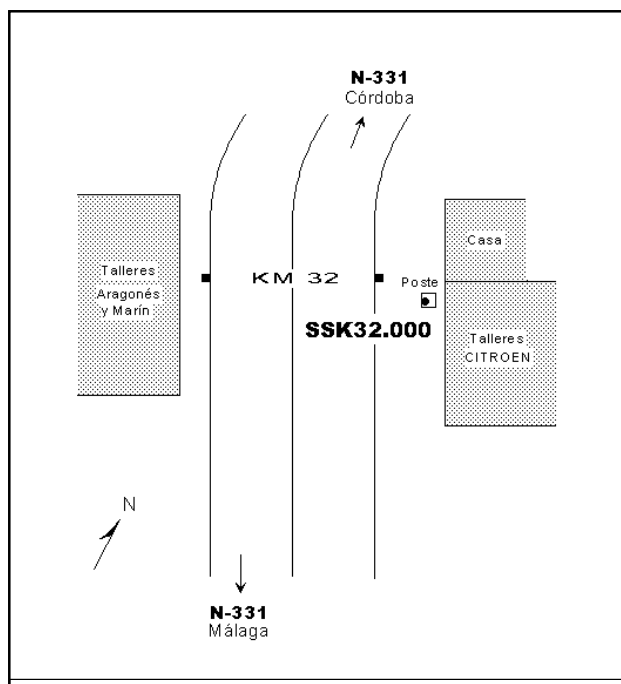 N-331
Córdoba
Casa
Talleres
Aragonés
y Marín
KM 32
Poste
SSK32.000
Talleres
CITROEN
N
N-331
Málaga